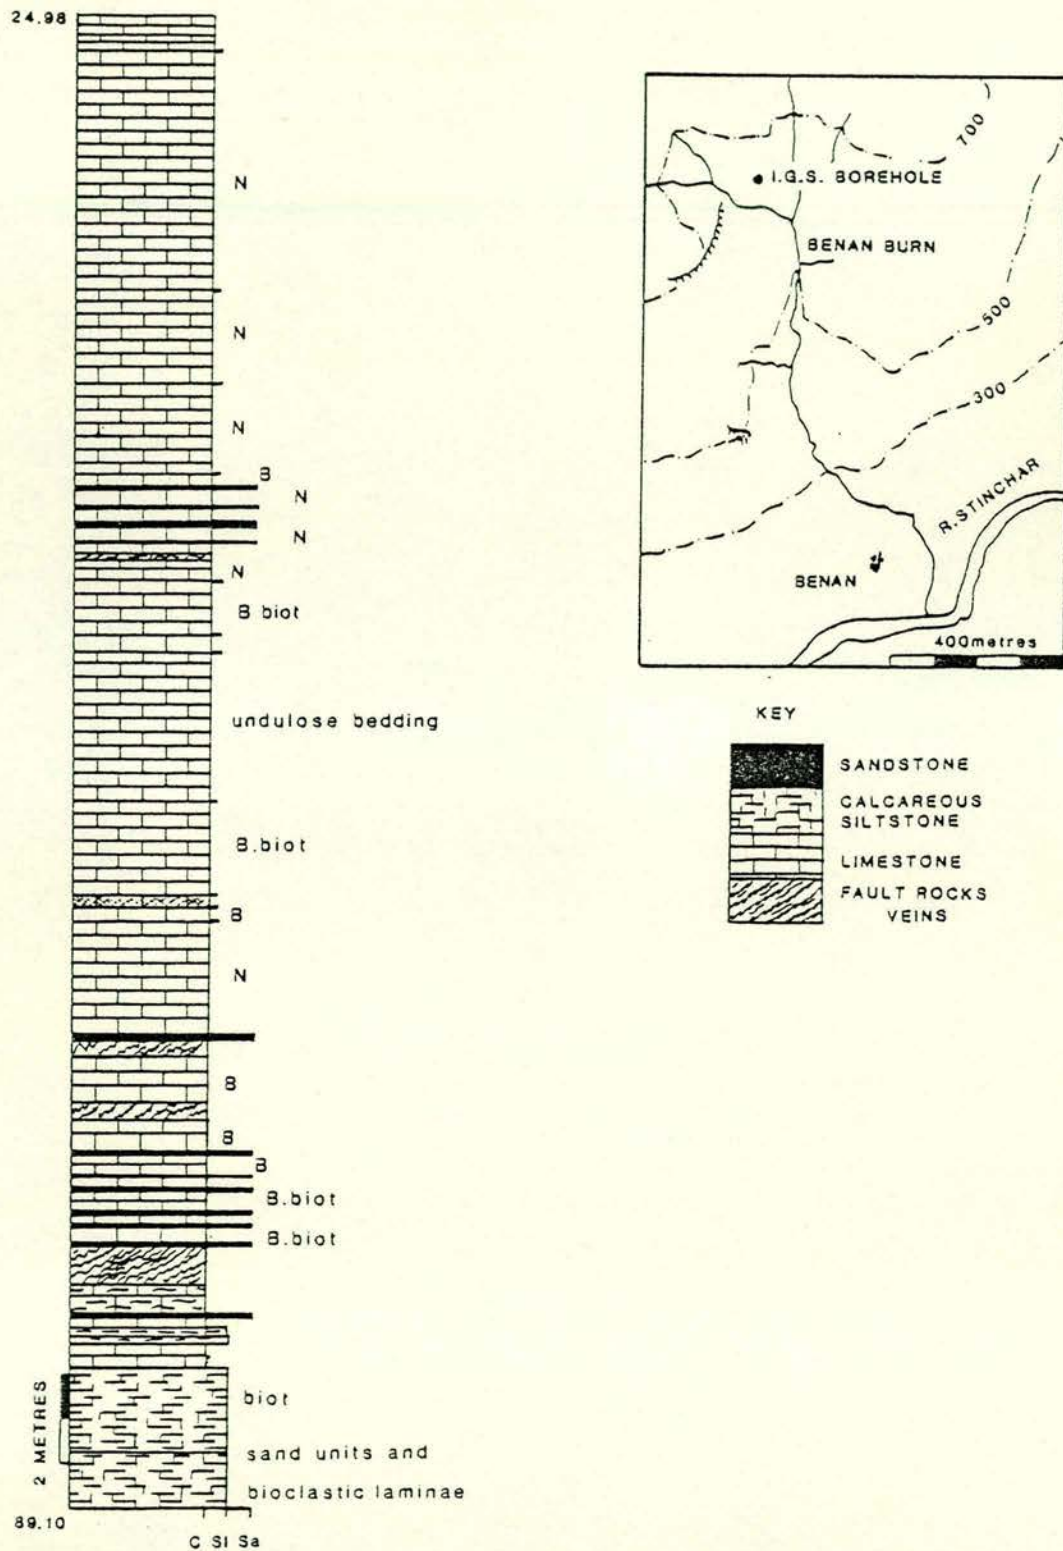 24.98
N
N
N
B
N
N
N
B biot
undulose bedding
B.biot
B
N
B
B
B
B.biot
B.biot
biot
sand units and
bioclastic laminae
2 METRES
89.10
C Sl Sa
700
I.G.S. BOREHOLE
BENAN BURN
500
300
R. STINCHAR
BENAN
400metres
KEY
SANDSTONE
CALCAREOUS
SILTSTONE
LIMESTONE
FAULT ROCKS
VEINS